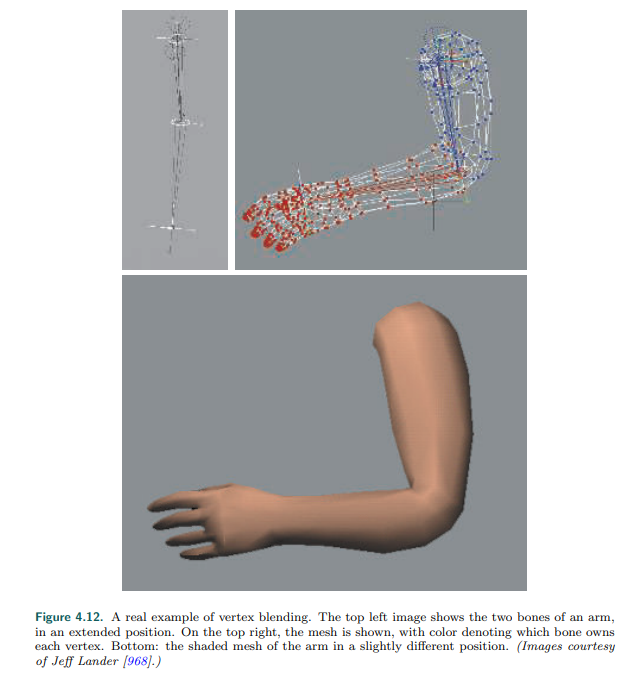 Figure 4.12. A real example of vertex blending. The top left image shows the two bones of an arm,
in an extended position. On the top right, the mesh is shown, with color denoting which bone owns
each vertex. Bottom: the shaded mesh of the arm in a slightly different position. (Images courtesy
of Jeff Lander [968].)